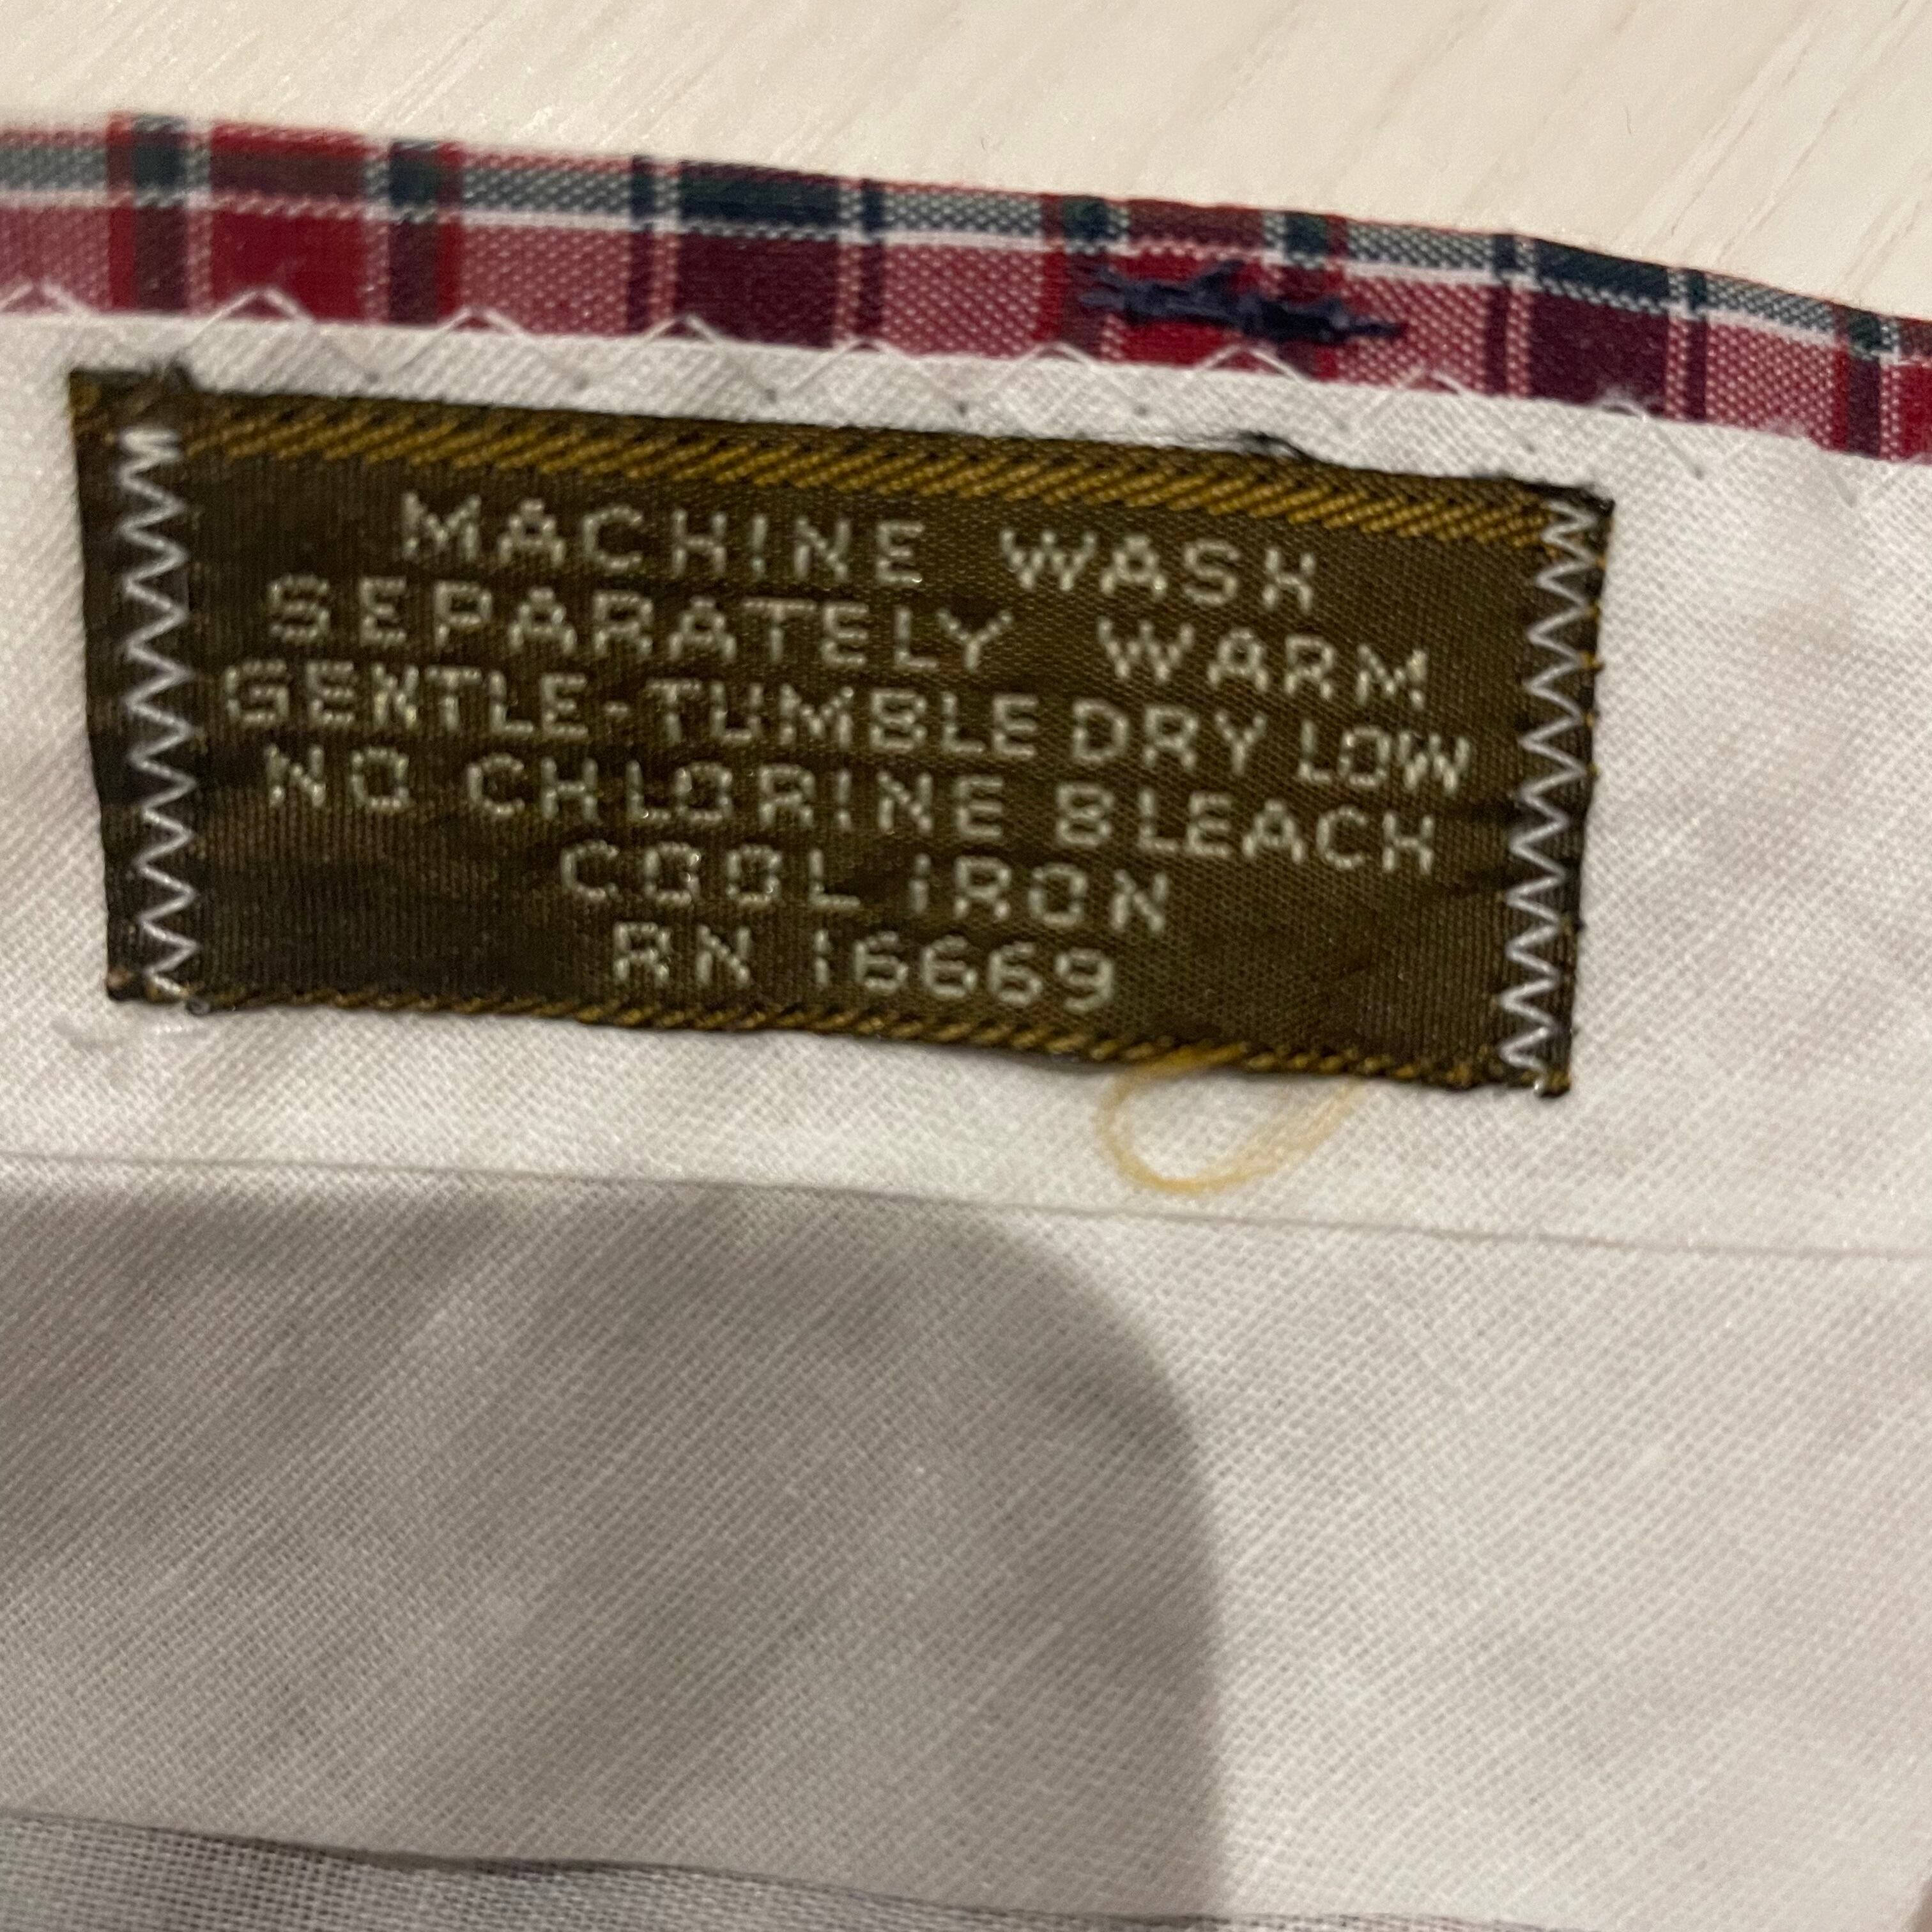 MACHINE WASH
SEPARATELY WARM
GENTLE-TUMBLE DRY LOW
NO CHLORINE BLEACH
COOL IRON
RN 16669